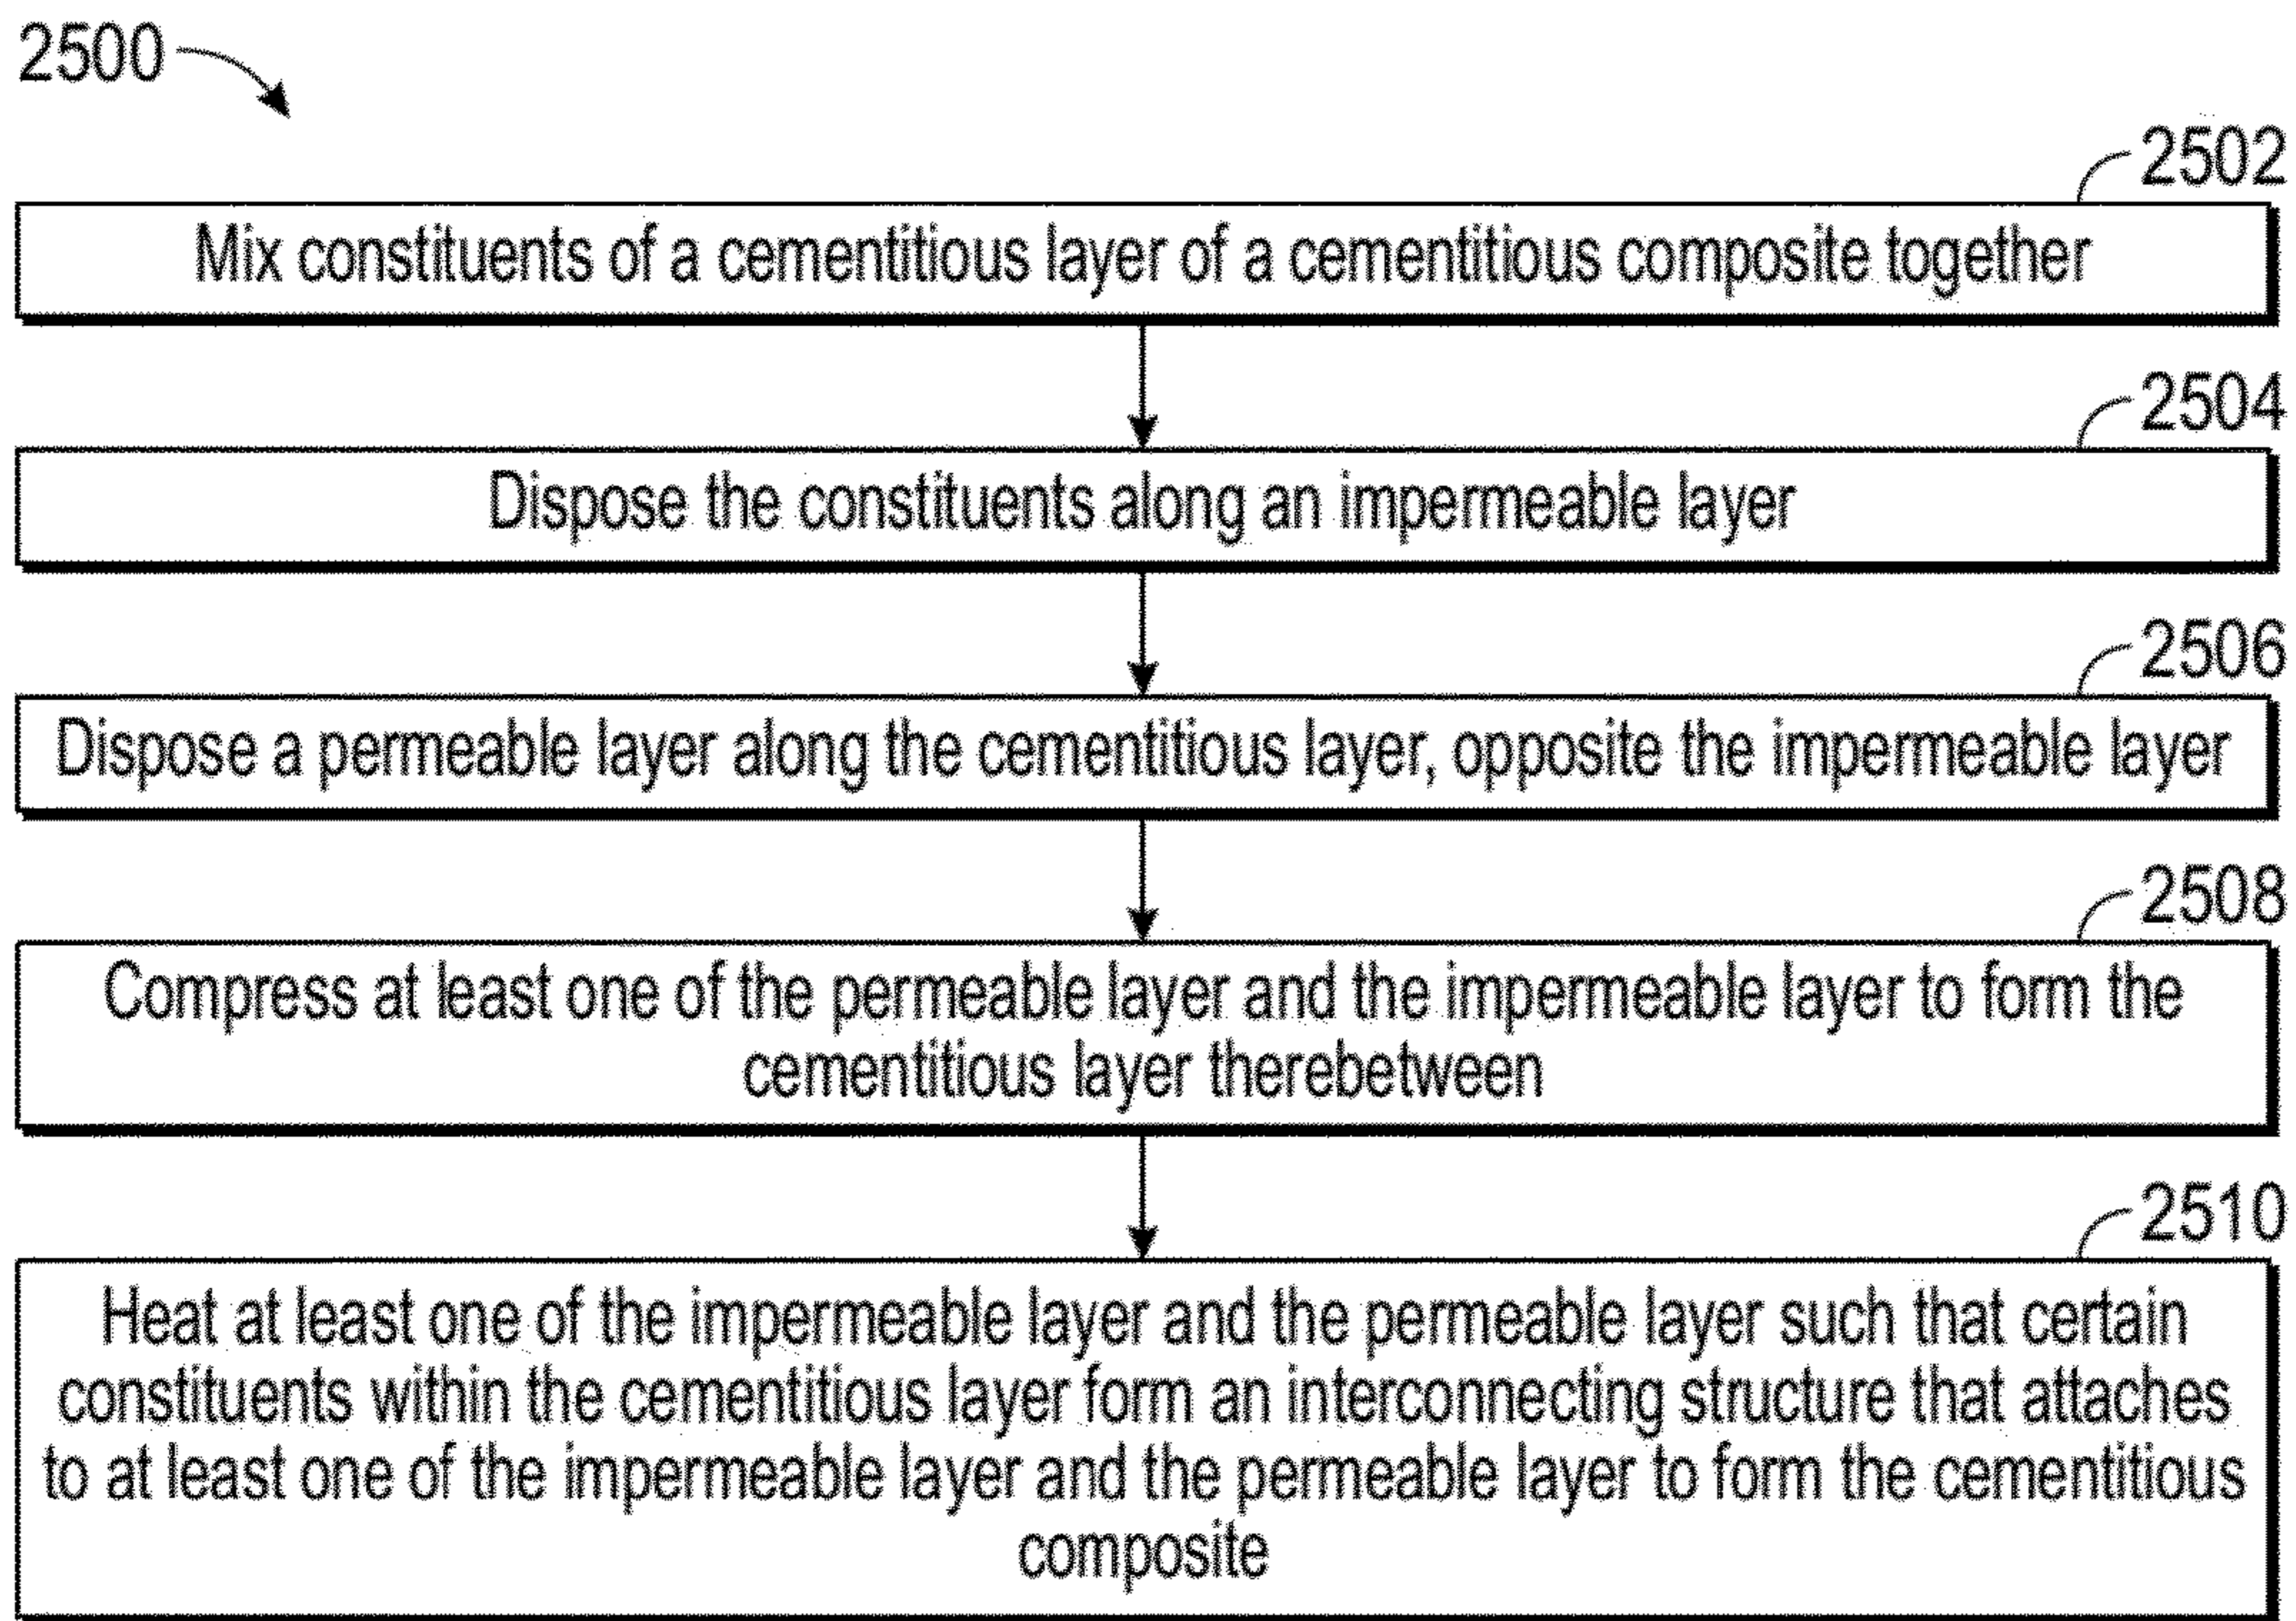 2500
2502
Mix constituents of a cementitious layer of a cementitious composite together
2504
Dispose the constituents along an impermeable layer
2506
Dispose a permeable layer along the cementitious layer, opposite the impermeable layer
2508
Compress at least one of the permeable layer and the impermeable layer to form the
cementitious layer therebetween
2510
Heat at least one of the impermeable layer and the permeable layer such that certain
constituents within the cementitious layer form an interconnecting structure that attaches
to at least one of the impermeable layer and the permeable layer to form the cementitious
composite